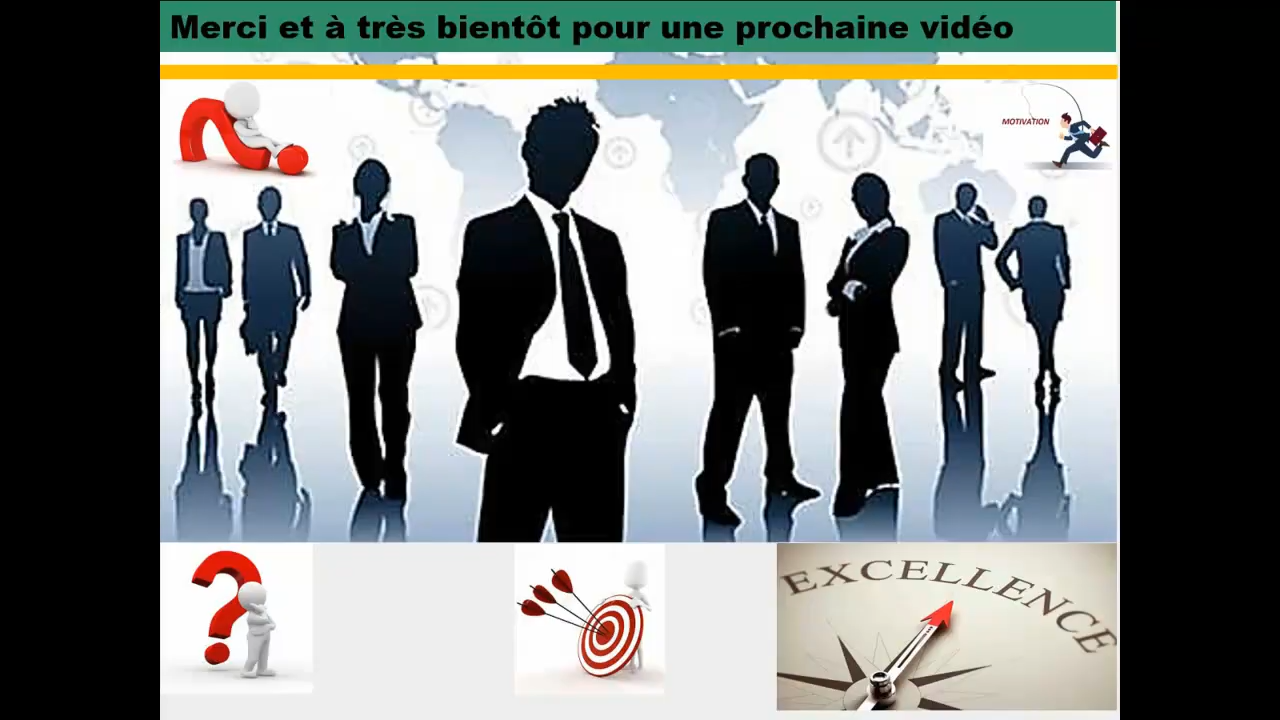 Merci et à très bientôt pour une prochaine vidéo
MOTIVATION
EXCELLENCE